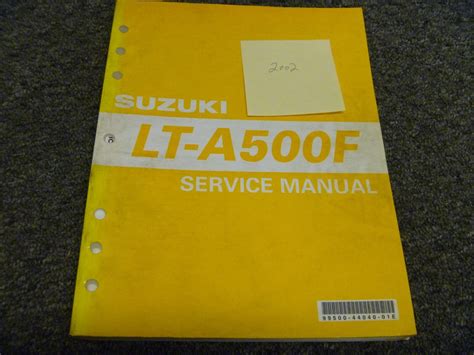 2002
SUZUKI
LT-A500F
SERVICE MANUAL
99500-44040-01E